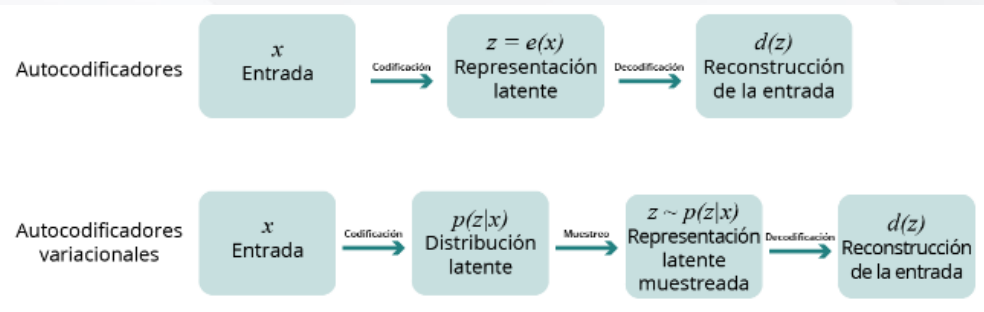 Autocodificadores
x
Entrada
Codificación
z = e(x)
Representación
latente
Decodificación
d(z)
Reconstrucción
de la entrada
Autocodificadores
variacionales
x
Entrada
Codificación
p(z|x)
Distribución
latente
Muestreo
z ~ p(z|x)
Representación
latente
muestreada
Decodificación
d(z)
Reconstrucción
de la entrada